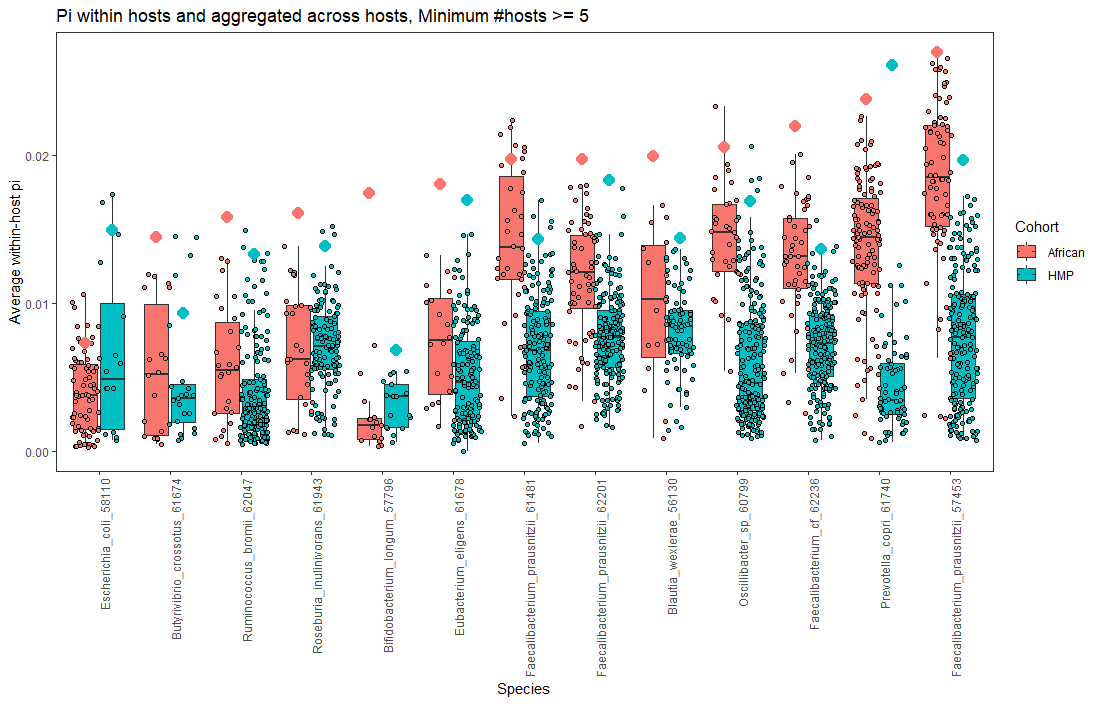 Pi within hosts and aggregated across hosts, Minimum #hosts >= 5
Average within-host pi
0.02
0.01
0.00
Escherichia_coli_58110
Butyrivibrio_crossotus_61674
Ruminococcus_bromii_62047
Roseburia_inulinivorans_61943
Bifidobacterium_longum_57796
Eubacterium_eligens_61678
Faecalibacterium_prausnitzii_61481
Faecalibacterium_prausnitzii_62201
Blautia_wexlerae_56130
Oscillibacter_sp_60799
Faecalibacterium_cf_62236
Prevotella_copri_61740
Faecalibacterium_prausnitzii_57453
Species
Cohort
African
HMP